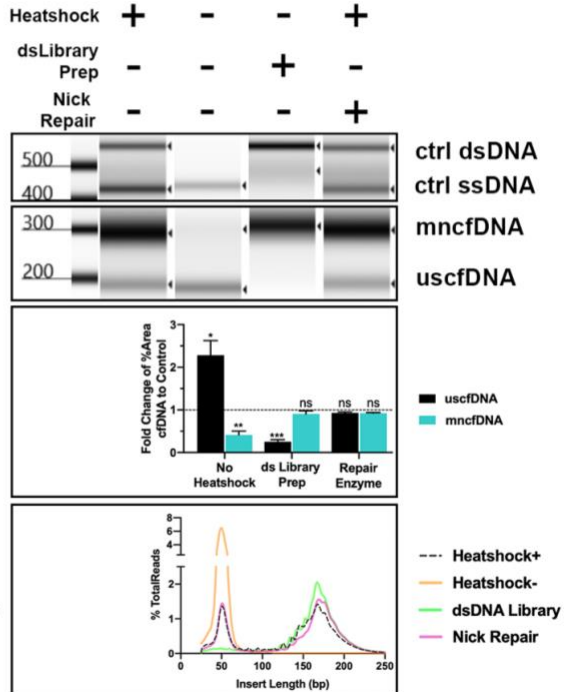 Heatshock + - - +
dsLibrary
Prep - - + -
Nick
Repair - - - +
500
400
ctrl dsDNA
ctrl ssDNA
300
200
mncfDNA
uscfDNA
Fold Change of %Area
cfDNA to Control
3
2
1
0
*
**
***
ns
ns
ns
No
Heatshock
ds Library
Prep
Repair
Enzyme
uscfDNA
mncfDNA
% TotalReads
8
6
4
2
1
0
0 50 100 150 200 250
Insert Length (bp)
Heatshock+
Heatshock-
dsDNA Library
Nick Repair